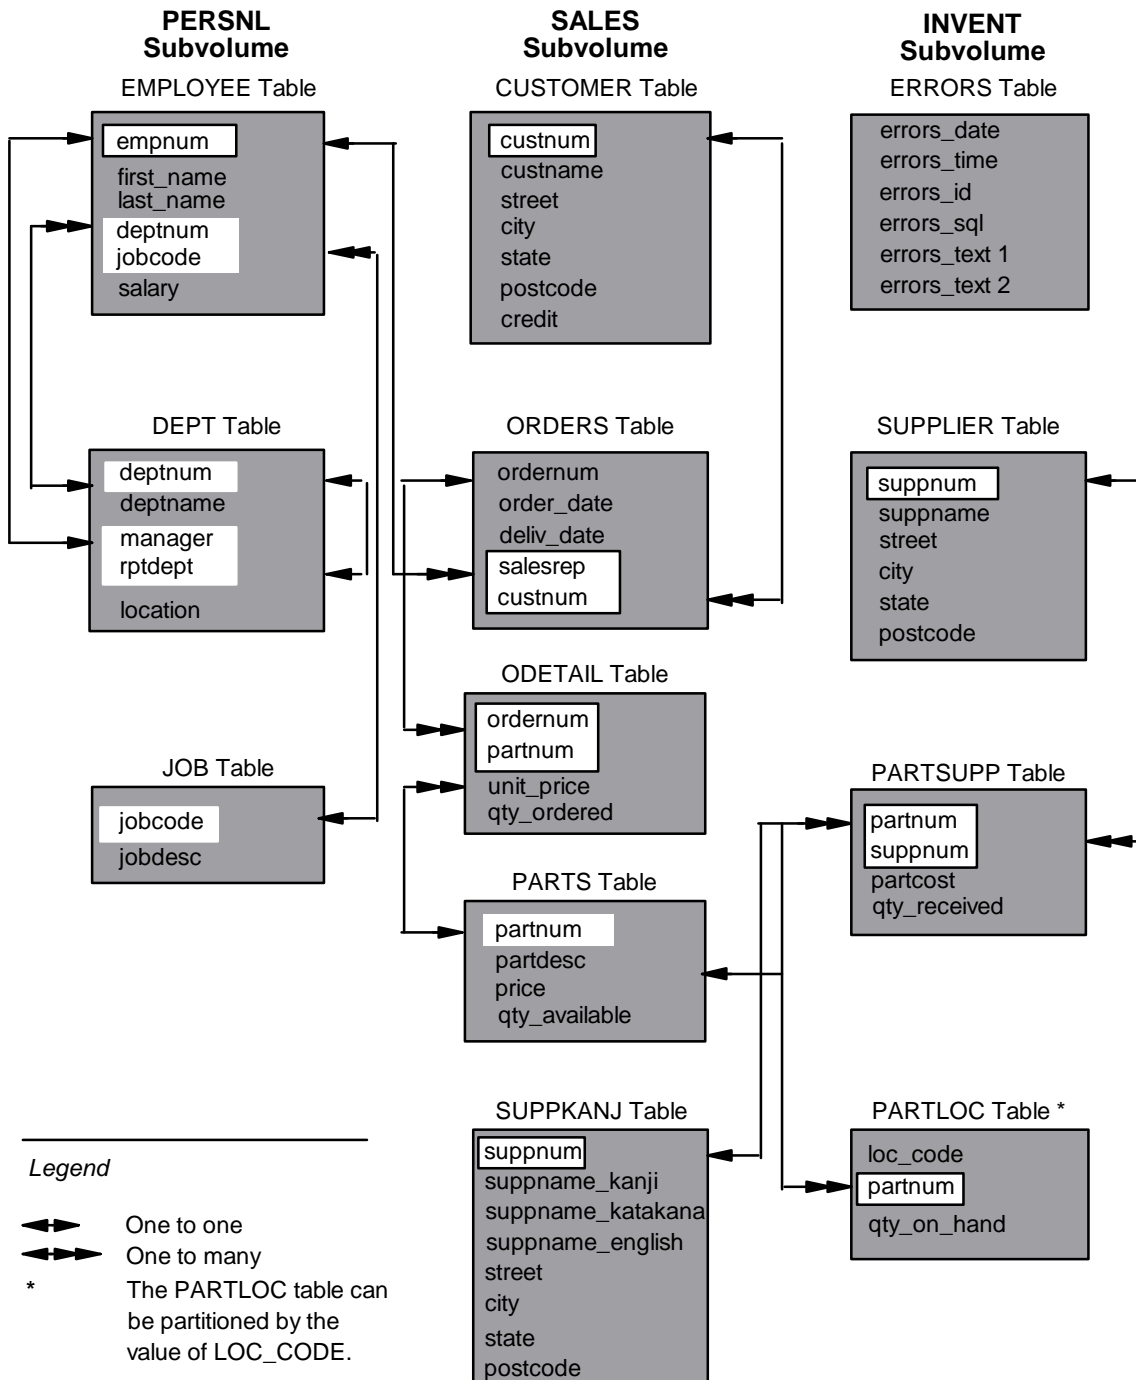 PERSNL
Subvolume
EMPLOYEE Table
empnum
first_name
last_name
deptnum
jobcode
salary
DEPT Table
deptnum
deptname
manager
rptdept
location
JOB Table
jobcode
jobdesc
SALES
Subvolume
CUSTOMER Table
custnum
custname
street
city
state
postcode
credit
ORDERS Table
ordernum
order_date
deliv_date
salesrep
custnum
ODETAIL Table
ordernum
partnum
unit_price
qty_ordered
PARTS Table
partnum
partdesc
price
qty_available
SUPPKANJ Table
suppnum
suppname_kanji
suppname_katakana
suppname_english
street
city
state
postcode
INVENT
Subvolume
ERRORS Table
errors_date
errors_time
errors_id
errors_sql
errors_text 1
errors_text 2
SUPPLIER Table
suppnum
suppname
street
city
state
postcode
PARTSUPP Table
partnum
suppnum
partcost
qty_received
PARTLOC Table *
loc_code
partnum
qty_on_hand
Legend
One to one
One to many
* The PARTLOC table can
be partitioned by the
value of LOC_CODE.